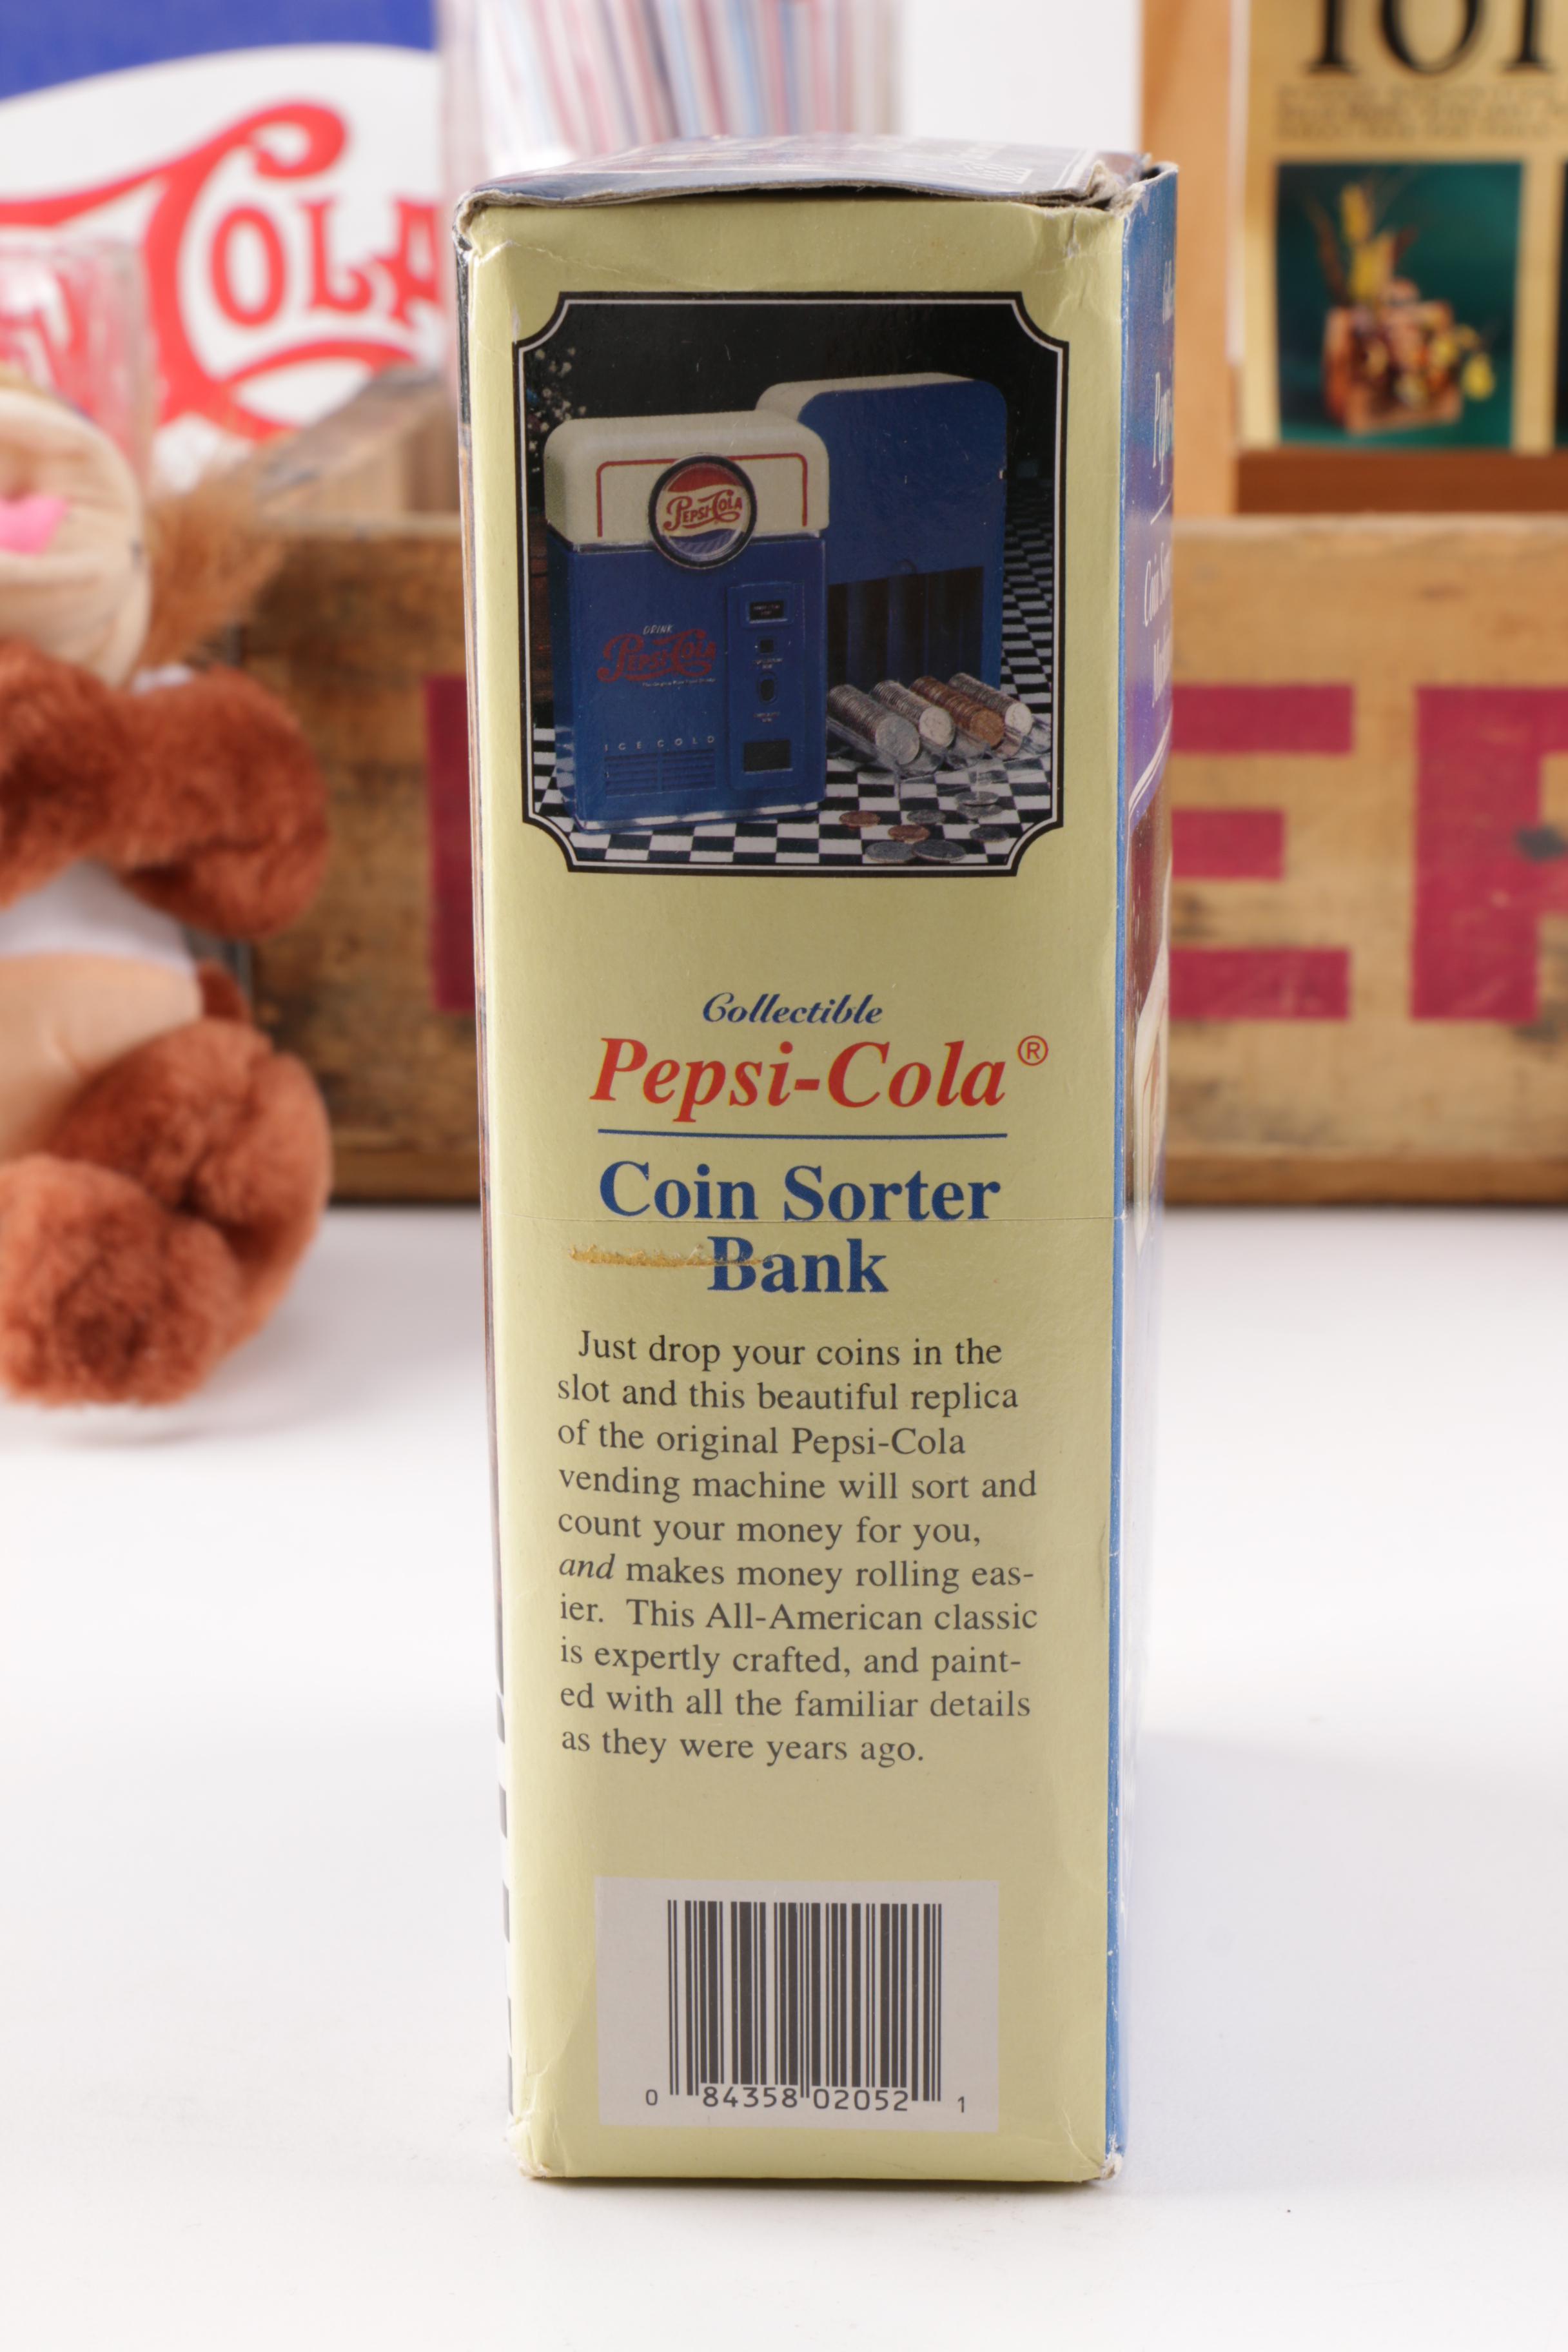 COLA
101
E
PEPSI-COLA
DRINK
PEPSI-COLA
ICE COLD
Collectible
Pepsi-Cola®
Coin Sorter
Bank
Just drop your coins in the
slot and this beautiful replica
of the original Pepsi-Cola
vending machine will sort and
count your money for you,
and makes money rolling eas-
ier. This All-American classic
is expertly crafted, and paint-
ed with all the familiar details
as they were years ago.
0 84358 02052 1